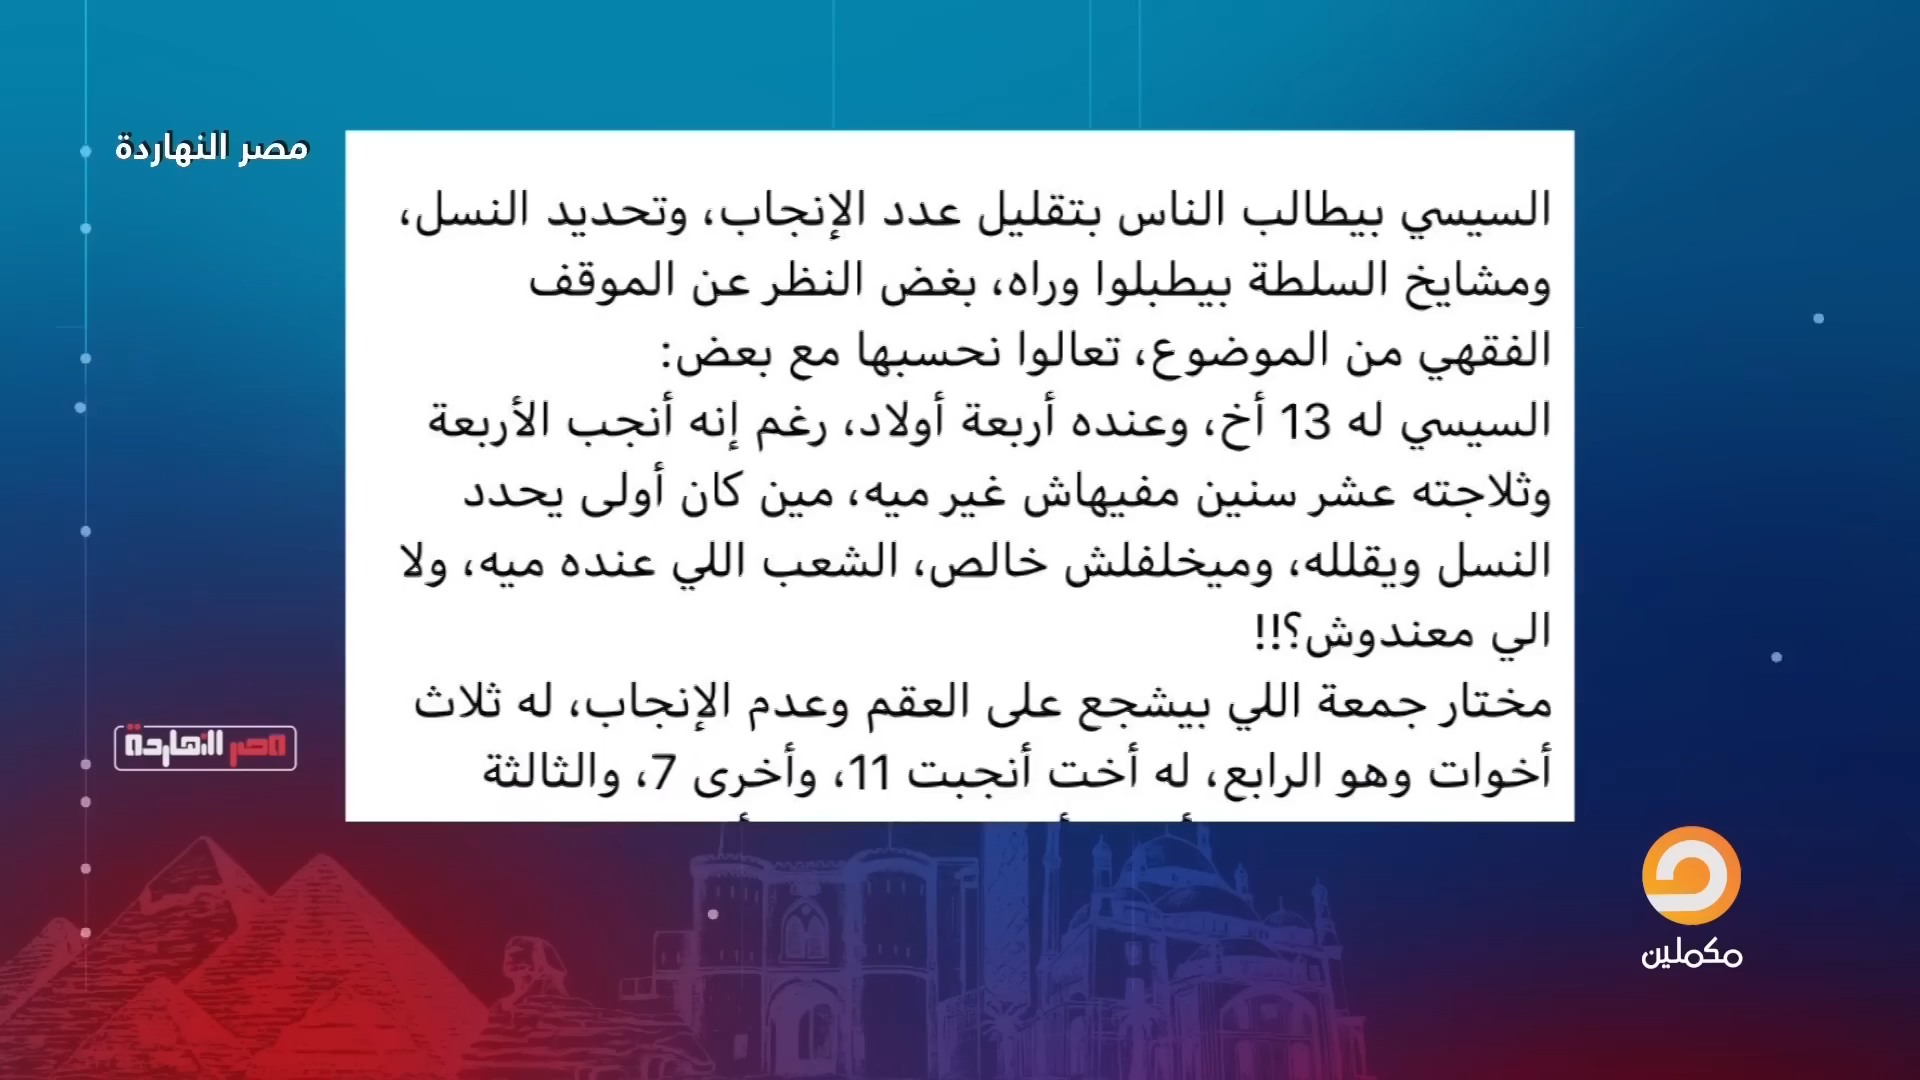 مصر النهاردة
السيسي بيطالب الناس بتقليل عدد الإنجاب، وتحديد النسل،
ومشايخ السلطة بيطبلوا وراه، بغض النظر عن الموقف
الفقهي من الموضوع، تعالوا نحسبها مع بعض:
السيسي له 13 أخ، وعنده أربعة أولاد، رغم إنه أنجب الأربعة
وثلاجته عشر سنين مفيهاش غير ميه، مين كان أولى يحدد
النسل ويقلله، وميخلفلش خالص، الشعب اللي عنده ميه، ولا
الي معندوش؟!!
مختار جمعة اللي بيشجع على العقم وعدم الإنجاب، له ثلاث
أخوات وهو الرابع، له أخت أنجبت 11، وأخرى 7، والثالثة
مصر النهاردة
مكملين